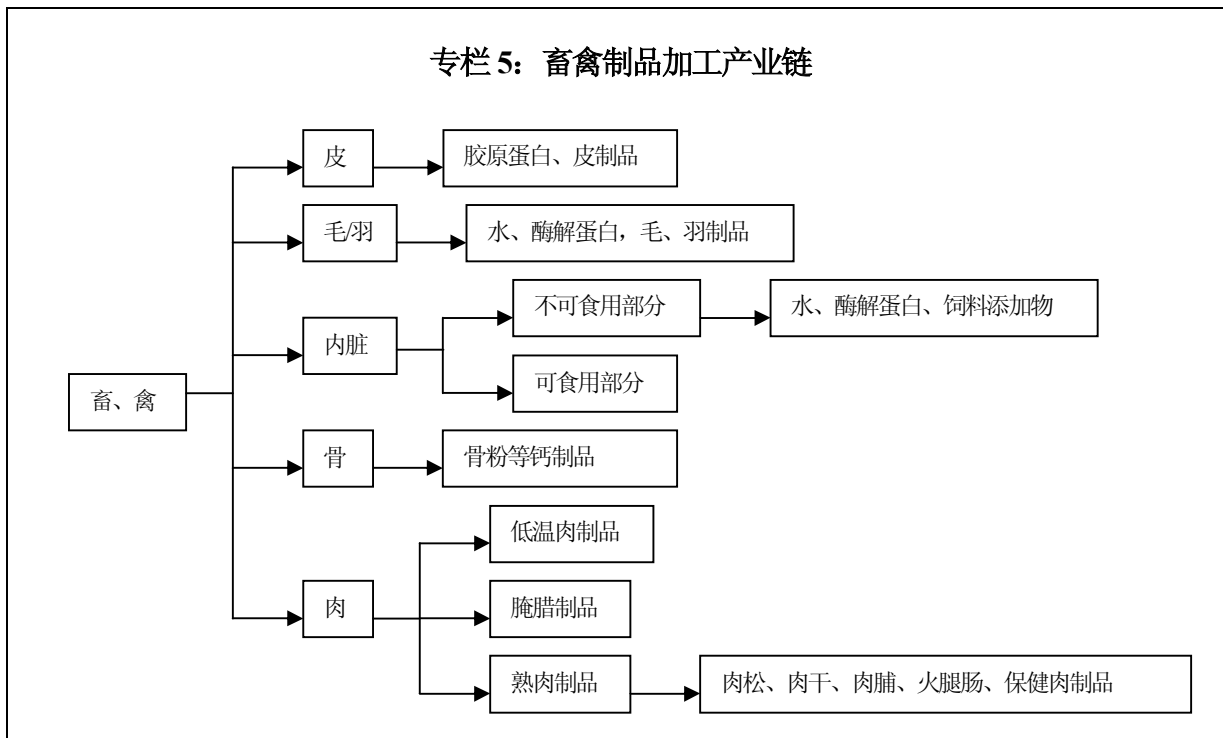 专栏 5：畜禽制品加工产业链
皮
胶原蛋白、皮制品
毛/羽
水、酶解蛋白，毛、羽制品
不可食用部分
水、酶解蛋白、饲料添加物
内脏
可食用部分
畜、禽
骨
骨粉等钙制品
低温肉制品
肉
腌腊制品
熟肉制品
肉松、肉干、肉脯、火腿肠、保健肉制品